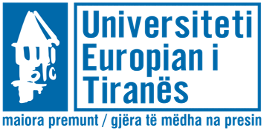 Universiteti
Europian i
Tiranës
maiora premunt / gjëra të mëdha na presin